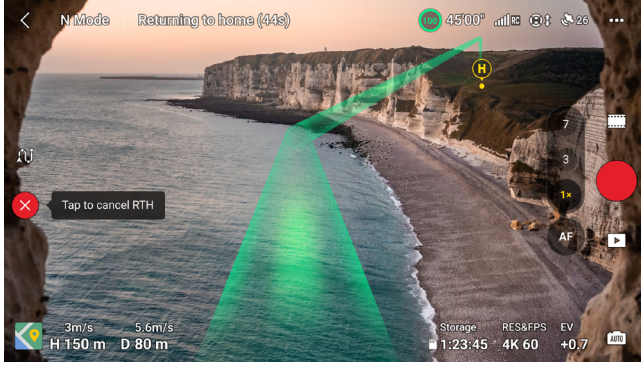 N Mode
Returning to home (44s)
100
45'00"
RC
26
H
7
3
1×
AF
Tap to cancel RTH
3m/s
5.6m/s
H 150 m
D 80 m
Storage
RES&FPS
EV
1:23:45
4K 60
+0.7
AUTO